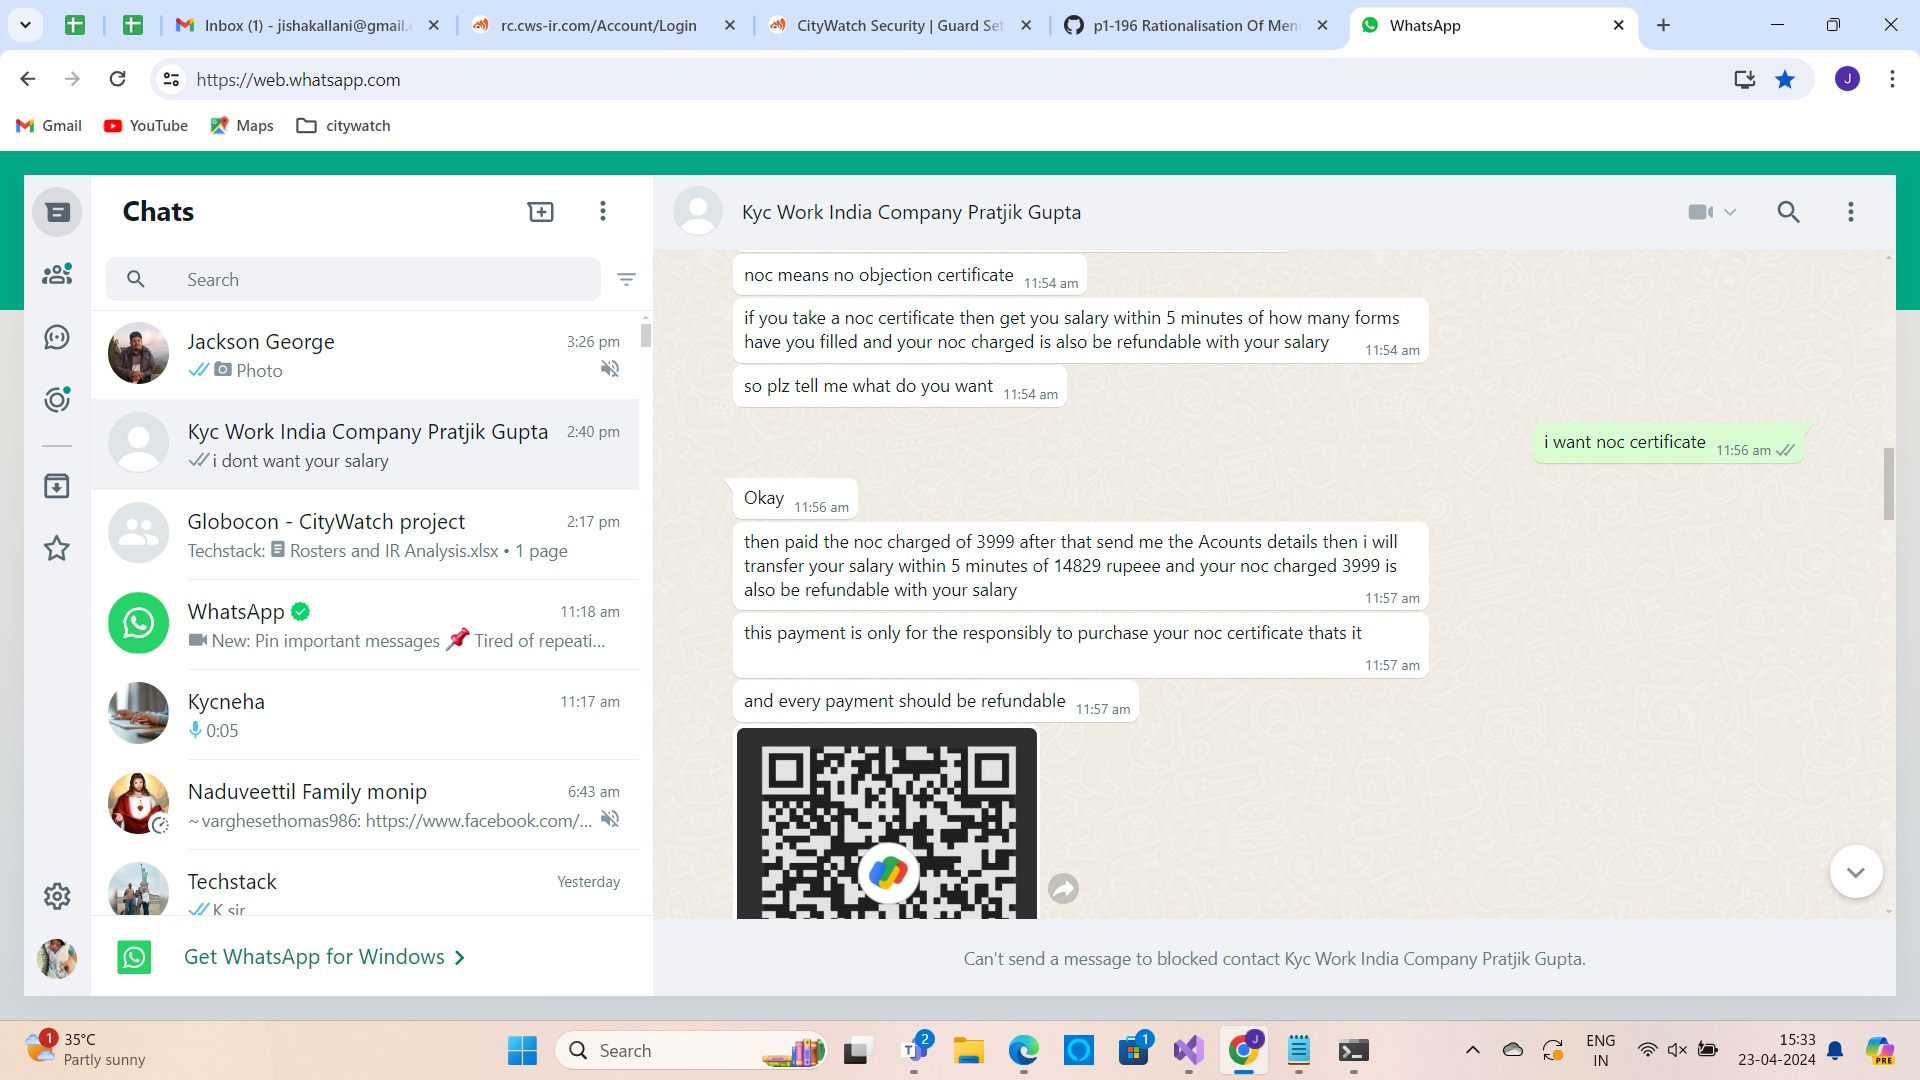 Inbox (1) - jishakallani@gmail.c
rc.cws-ir.com/Account/Login
CityWatch Security | Guard Set
p1-196 Rationalisation Of Men
WhatsApp
https://web.whatsapp.com
J
Gmail
YouTube
Maps
citywatch
Chats
Search
Jackson George
3:26 pm
Photo
Kyc Work India Company Pratjik Gupta
2:40 pm
i dont want your salary
Globocon - CityWatch project
2:17 pm
Techstack: Rosters and IR Analysis.xlsx • 1 page
WhatsApp
11:18 am
New: Pin important messages 📌 Tired of repeati...
Kycneha
11:17 am
0:05
Naduveettil Family monip
6:43 am
~varghesethomas986: https://www.facebook.com/...
Techstack
Yesterday
K sir
Get WhatsApp for Windows
Kyc Work India Company Pratjik Gupta
noc means no objection certificate 11:54 am
if you take a noc certificate then get you salary within 5 minutes of how many forms
have you filled and your noc charged is also be refundable with your salary 11:54 am
so plz tell me what do you want 11:54 am
i want noc certificate 11:56 am
Okay 11:56 am
then paid the noc charged of 3999 after that send me the Acounts details then i will
transfer your salary within 5 minutes of 14829 rupeee and your noc charged 3999 is
also be refundable with your salary 11:57 am
this payment is only for the responsibly to purchase your noc certificate thats it
11:57 am
and every payment should be refundable 11:57 am
Can't send a message to blocked contact Kyc Work India Company Pratjik Gupta.
1
35°C
Partly sunny
Search
2
1
J
ENG
IN
15:33
23-04-2024
PRE